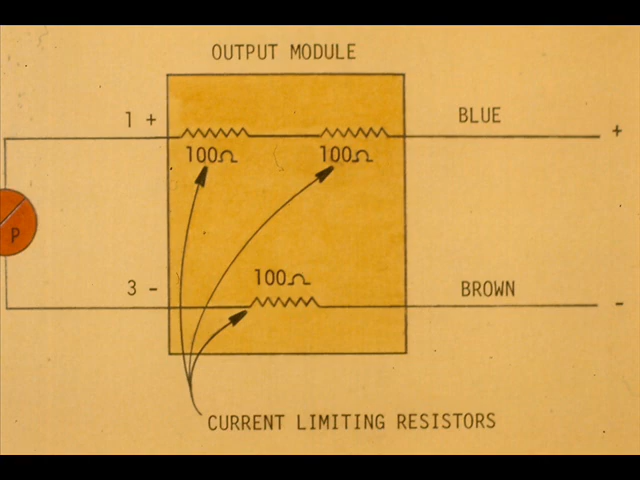 OUTPUT MODULE
1 + BLUE +
100Ω 100Ω
P
100Ω
3 - BROWN -
CURRENT LIMITING RESISTORS